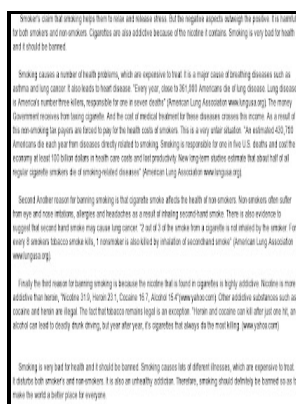 Smoker's claim that smoking helps them to relax and release stress. But the negative aspects outweigh the positive. It is harmful
for both smokers and non-smokers. Cigarettes are also addictive because of the nicotine it contains. Smoking is very bad for health
and it should be banned.
Smoking causes a number of health problems, which are expensive to treat. It is a major cause of breathing diseases such as
asthma and lung cancer. It also leads to heart disease. "Every year, close to 361,000 Americans die of lung disease. Lung disease
is America's number three killers, responsible for one in seven deaths" (American Lung Association www.lungusa.org). The money
Government receives from taxing cigarette. And the cost of medical treatment for these diseases crosses this income. As a result of
this non-smoking tax payers are forced to pay for the health costs of smokers. This is a very unfair situation. "An estimated 430,700
Americans die each year from diseases directly related to smoking. Smoking is responsible for one in five U.S. deaths and cost the
economy at least 100 billion dollars in health care costs and lost productivity. New long-term studies estimate that about half of all
regular cigarette smokers die of smoking-related diseases" (American Lung Association www.lungusa.org).
Second Another reason for banning smoking is that cigarette smoke affects the health of non-smokers. Non-smokers often suffer
from eye and nose irritations, allergies and headaches as a result of inhaling second-hand smoke. There is also evidence to
suggest that second hand smoke may cause lung cancer. "2 out of 3 of the smoke from a cigarette is not inhaled by the smoker. For
every 8 smokers tobacco smoke kills, 1 nonsmoker is also killed by inhalation of secondhand smoke" (American Lung Association
www.lungusa.org).
Finally the third reason for banning smoking is because the nicotine that is found in cigarettes is highly addictive. Nicotine is more
addictive than heroin, "Nicotine 31.9, Heroin 23.1, Cocaine 16.7, Alcohol 15.4"(www.yahoo.com). Other addictive substances such as
cocaine and heroin are illegal. The fact that tobacco remains legal is an exception. "Heroin and cocaine can kill after just one hit, and
alcohol can lead to deadly drunk driving, but year after year, it's cigarettes that always do the most killing. (www.yahoo.com)
Smoking is very bad for health and it should be banned. Smoking causes lots of different illnesses, which are expensive to treat.
It disturbs both smoker's and non-smokers. It is also an unhealthy addiction. Therefore, smoking should definitely be banned so as to
make the world a better place for everyone.